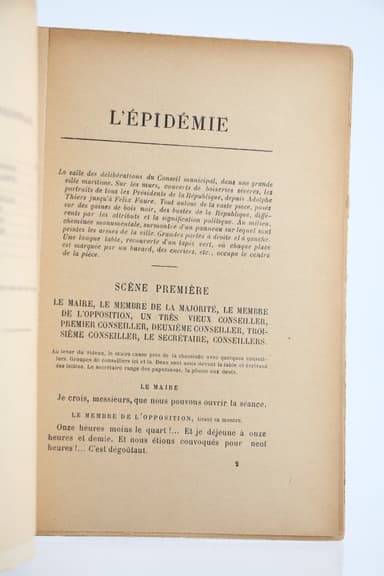 L'ÉPIDÉMIE
La salle des délibérations du Conseil municipal, dans une grande
ville maritime. Sur les murs, couverts de boiseries sévères, les
portraits de tous les Présidents de la République, depuis Adolphe
Thiers jusqu'à Félix Faure. Tout autour de la vaste pièce, posés
sur des gaines de bois noir, des bustes de la République, diffé-
rents par les attributs et la signification politique. Au milieu,
cheminée monumentale, surmontée d'un panneau sur lequel sont
peintes les armes de la ville. Grandes portes à droite et à gauche.
Une longue table, recouverte d'un tapis vert, où chaque place
est marquée par un buvard, des encriers, etc., occupe le centre
de la pièce.
SCÈNE PREMIÈRE
LE MAIRE, LE MEMBRE DE LA MAJORITÉ, LE MEMBRE
DE L'OPPOSITION, UN TRÈS VIEUX CONSEILLER,
PREMIER CONSEILLER, DEUXIÈME CONSEILLER, TROI-
SIÈME CONSEILLER, LE SECRÉTAIRE, CONSEILLERS.
Au lever du rideau, le maire cause près de la cheminée avec quelques conseil-
lers. Groupes de conseillers ici et là. Deux sont assis devant la table et écrivent
des lettres. Le secrétaire range des paperasses, la plume aux dents.
LE MAIRE
Je crois, messieurs, que nous pouvons ouvrir la séance.
LE MEMBRE DE L'OPPOSITION, tirant sa montre.
Onze heures moins le quart !... Et je déjeune à onze
heures et demie. Et nous étions convoqués pour neuf
heures !... C'est dégoûtant.
2